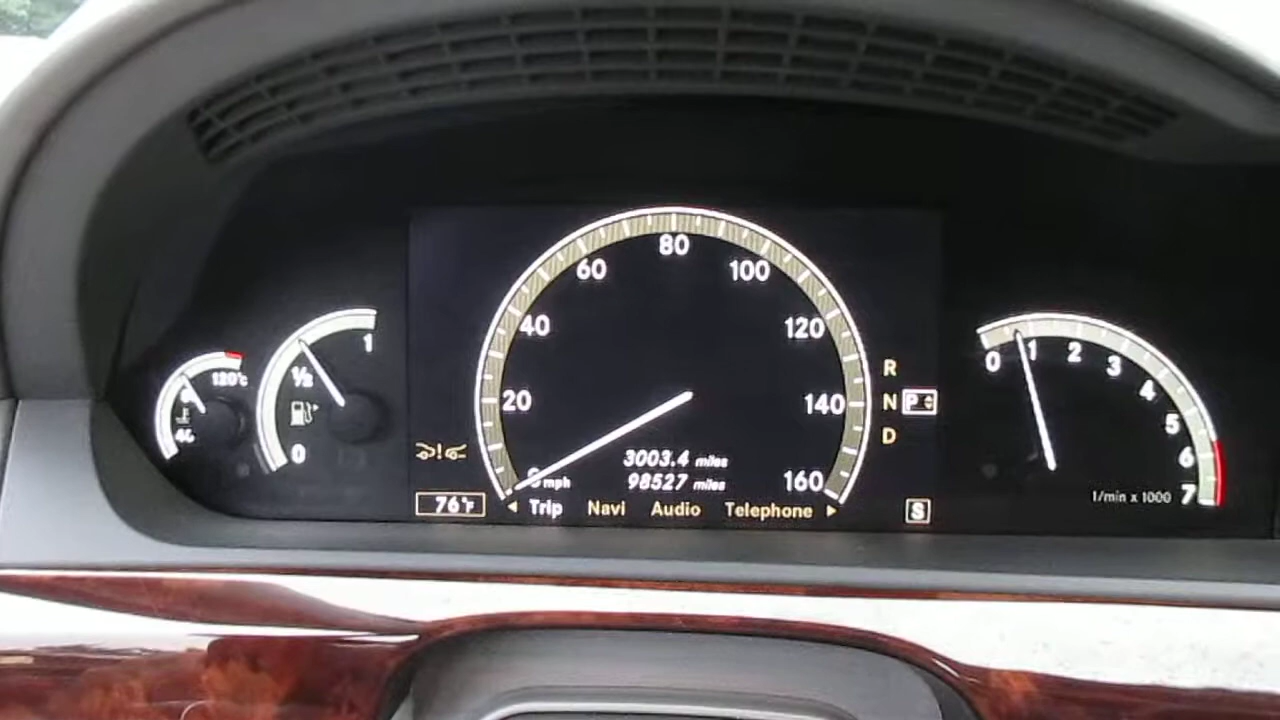 80
60
100
40
120
20
140
0 mph
160
3003.4 miles
98527 miles
Trip Navi Audio Telephone
76°F
R
N P
D
S
120°C
40
1
½
0
0 1 2 3 4 5 6 7
1/min x 1000